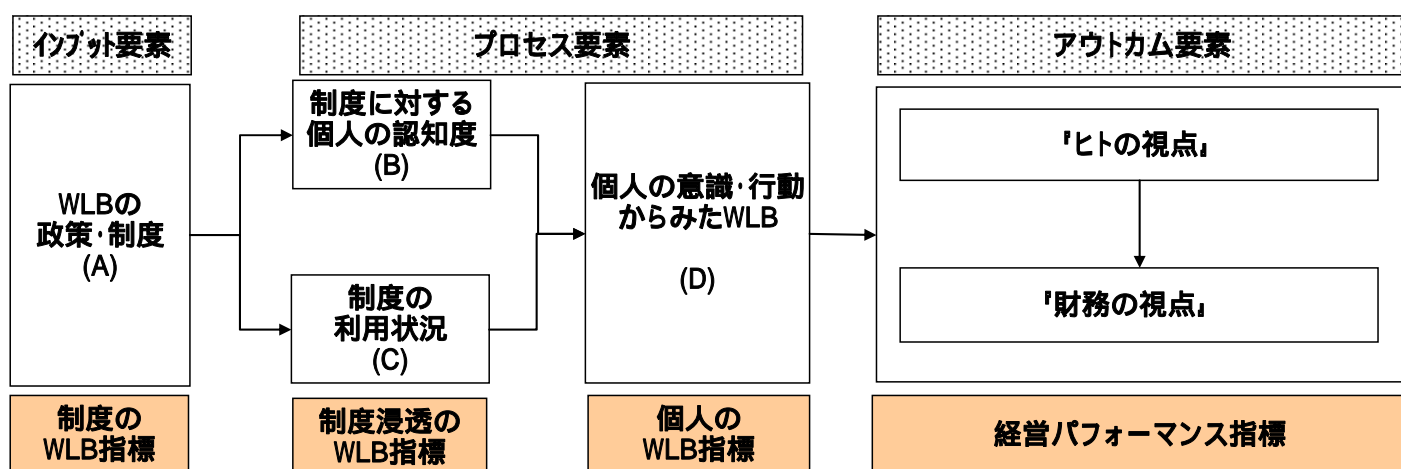 インプット要素
プロセス要素
アウトカム要素
WLBの
政策・制度
(A)
制度に対する
個人の認知度
(B)
制度の
利用状況
(C)
個人の意識・行動
からみたWLB
(D)
『ヒトの視点』
『財務の視点』
制度の
WLB指標
制度浸透の
WLB指標
個人の
WLB指標
経営パフォーマンス指標